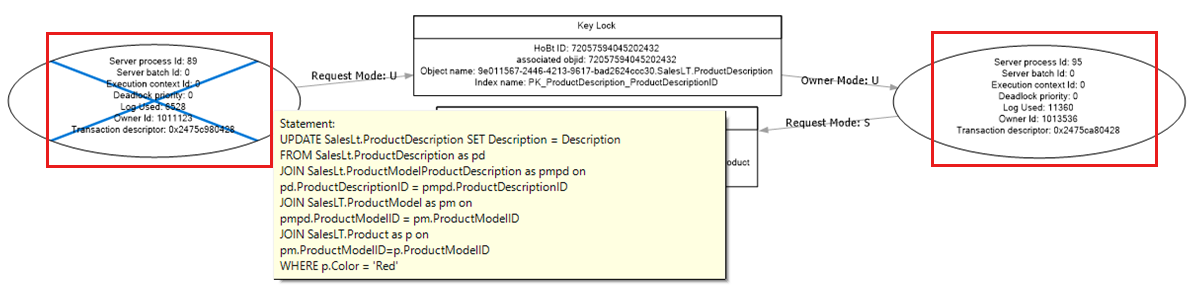 Server process Id: 89
Server batch Id: 0
Execution context Id: 0
Deadlock priority: 0
Log Used: 6528
Owner Id: 1011123
Transaction descriptor: 0x2475c980428
Request Mode: U
Key Lock
HoBt ID: 72057594045202432
associated objid: 72057594045202432
Object name: 9e011567-2446-4213-9617-bad2624ccc30.SalesLT.ProductDescription
Index name: PK_ProductDescription_ProductDescriptionID
Owner Mode: U
Server process Id: 95
Server batch Id: 0
Execution context Id: 0
Deadlock priority: 0
Log Used: 11360
Owner Id: 1013536
Transaction descriptor: 0x2475ca80428
Request Mode: S
oduct
Statement:
UPDATE SalesLt.ProductDescription SET Description = Description
FROM SalesLt.ProductDescription as pd
JOIN SalesLt.ProductModelProductDescription as pmpd on
pd.ProductDescriptionID = pmpd.ProductDescriptionID
JOIN SalesLT.ProductModel as pm on
pmpd.ProductModelID = pm.ProductModelID
JOIN SalesLT.Product as p on
pm.ProductModelID=p.ProductModelID
WHERE p.Color = 'Red'